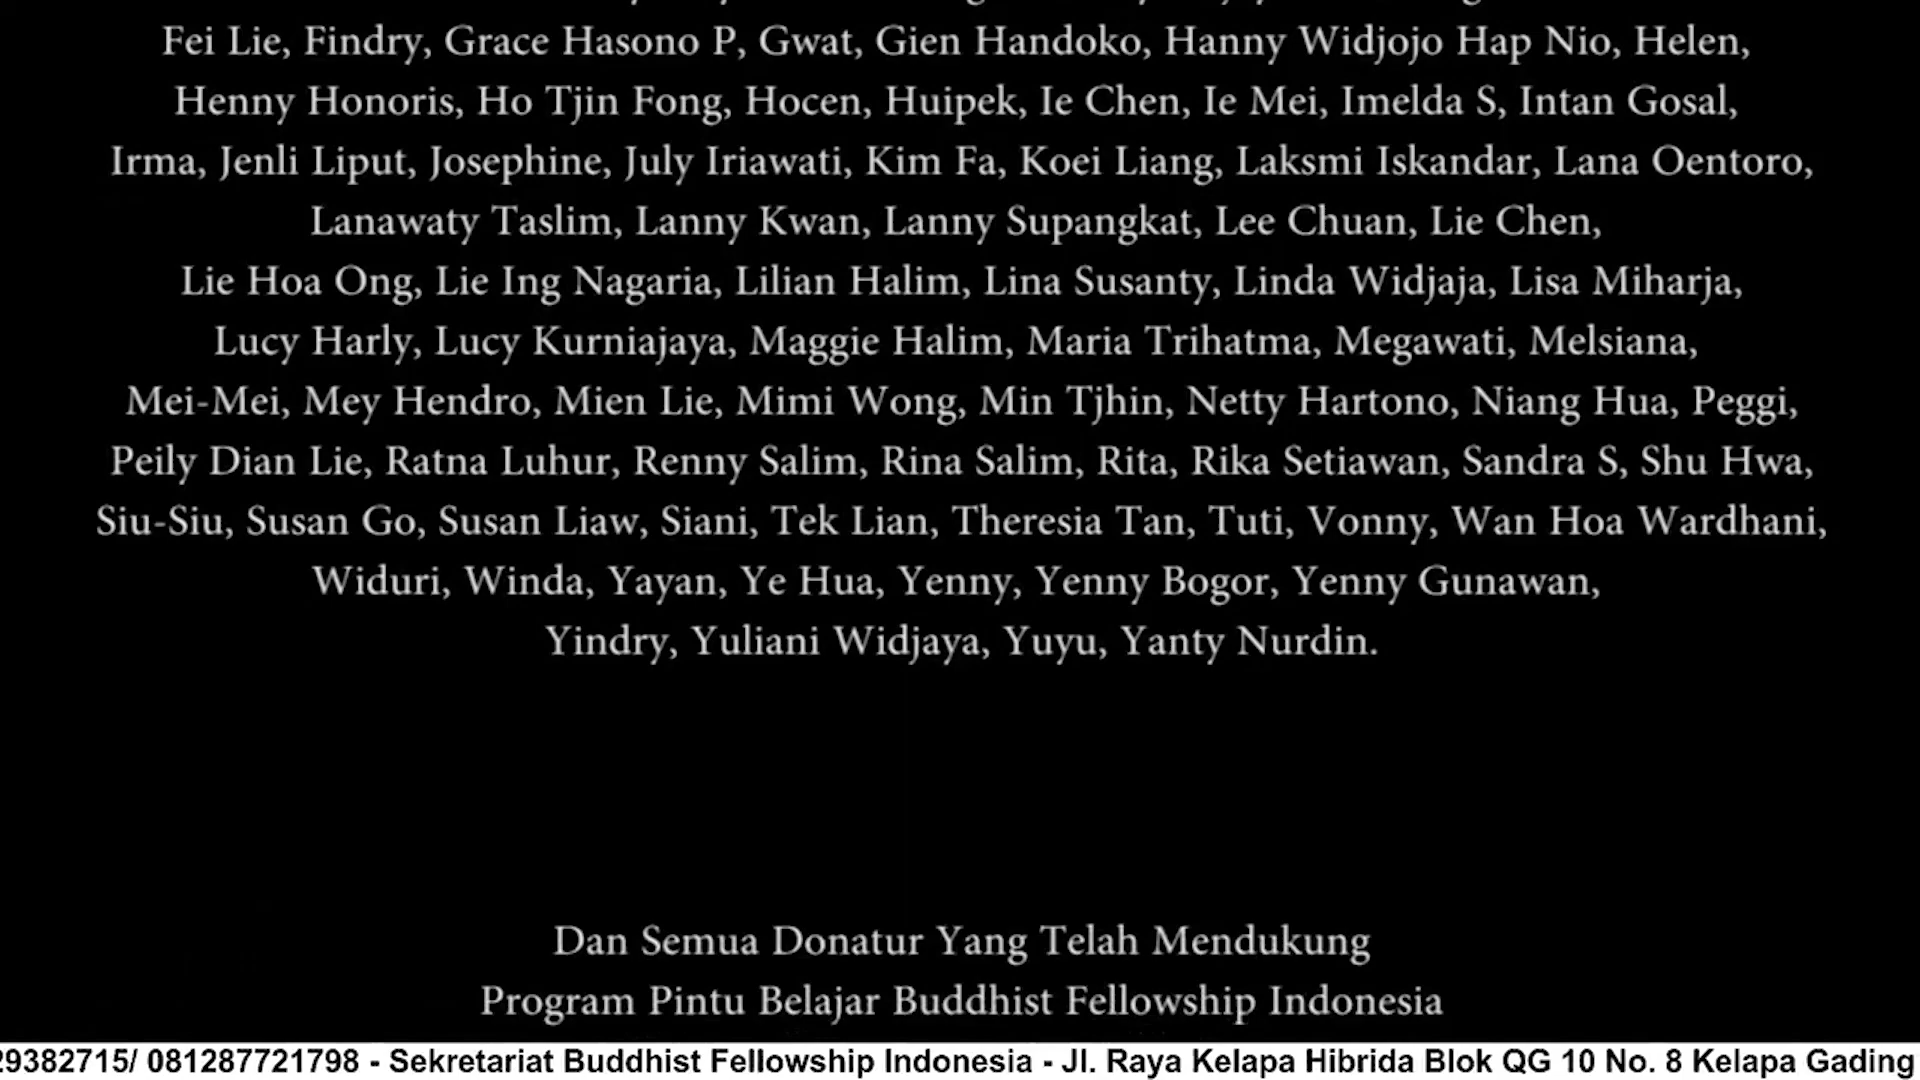 Fei Lie, Findry, Grace Hasono P, Gwat, Gien Handoko, Hanny Widjojo Hap Nio, Helen,
Henny Honoris, Ho Tjin Fong, Hocen, Huipek, Ie Chen, Ie Mei, Imelda S, Intan Gosal,
Irma, Jenli Liput, Josephine, July Iriawati, Kim Fa, Koei Liang, Laksmi Iskandar, Lana Oentoro,
Lanawaty Taslim, Lanny Kwan, Lanny Supangkat, Lee Chuan, Lie Chen,
Lie Hoa Ong, Lie Ing Nagaria, Lilian Halim, Lina Susanty, Linda Widjaja, Lisa Miharja,
Lucy Harly, Lucy Kurniajaya, Maggie Halim, Maria Trihatma, Megawati, Melsiana,
Mei-Mei, Mey Hendro, Mien Lie, Mimi Wong, Min Tjhin, Netty Hartono, Niang Hua, Peggi,
Peily Dian Lie, Ratna Luhur, Renny Salim, Rina Salim, Rita, Rika Setiawan, Sandra S, Shu Hwa,
Siu-Siu, Susan Go, Susan Liaw, Siani, Tek Lian, Theresia Tan, Tuti, Vonny, Wan Hoa Wardhani,
Widuri, Winda, Yayan, Ye Hua, Yenny, Yenny Bogor, Yenny Gunawan,
Yindry, Yuliani Widjaya, Yuyu, Yanty Nurdin.
Dan Semua Donatur Yang Telah Mendukung
Program Pintu Belajar Buddhist Fellowship Indonesia
29382715/ 081287721798 - Sekretariat Buddhist Fellowship Indonesia - Jl. Raya Kelapa Hibrida Blok QG 10 No. 8 Kelapa Gading